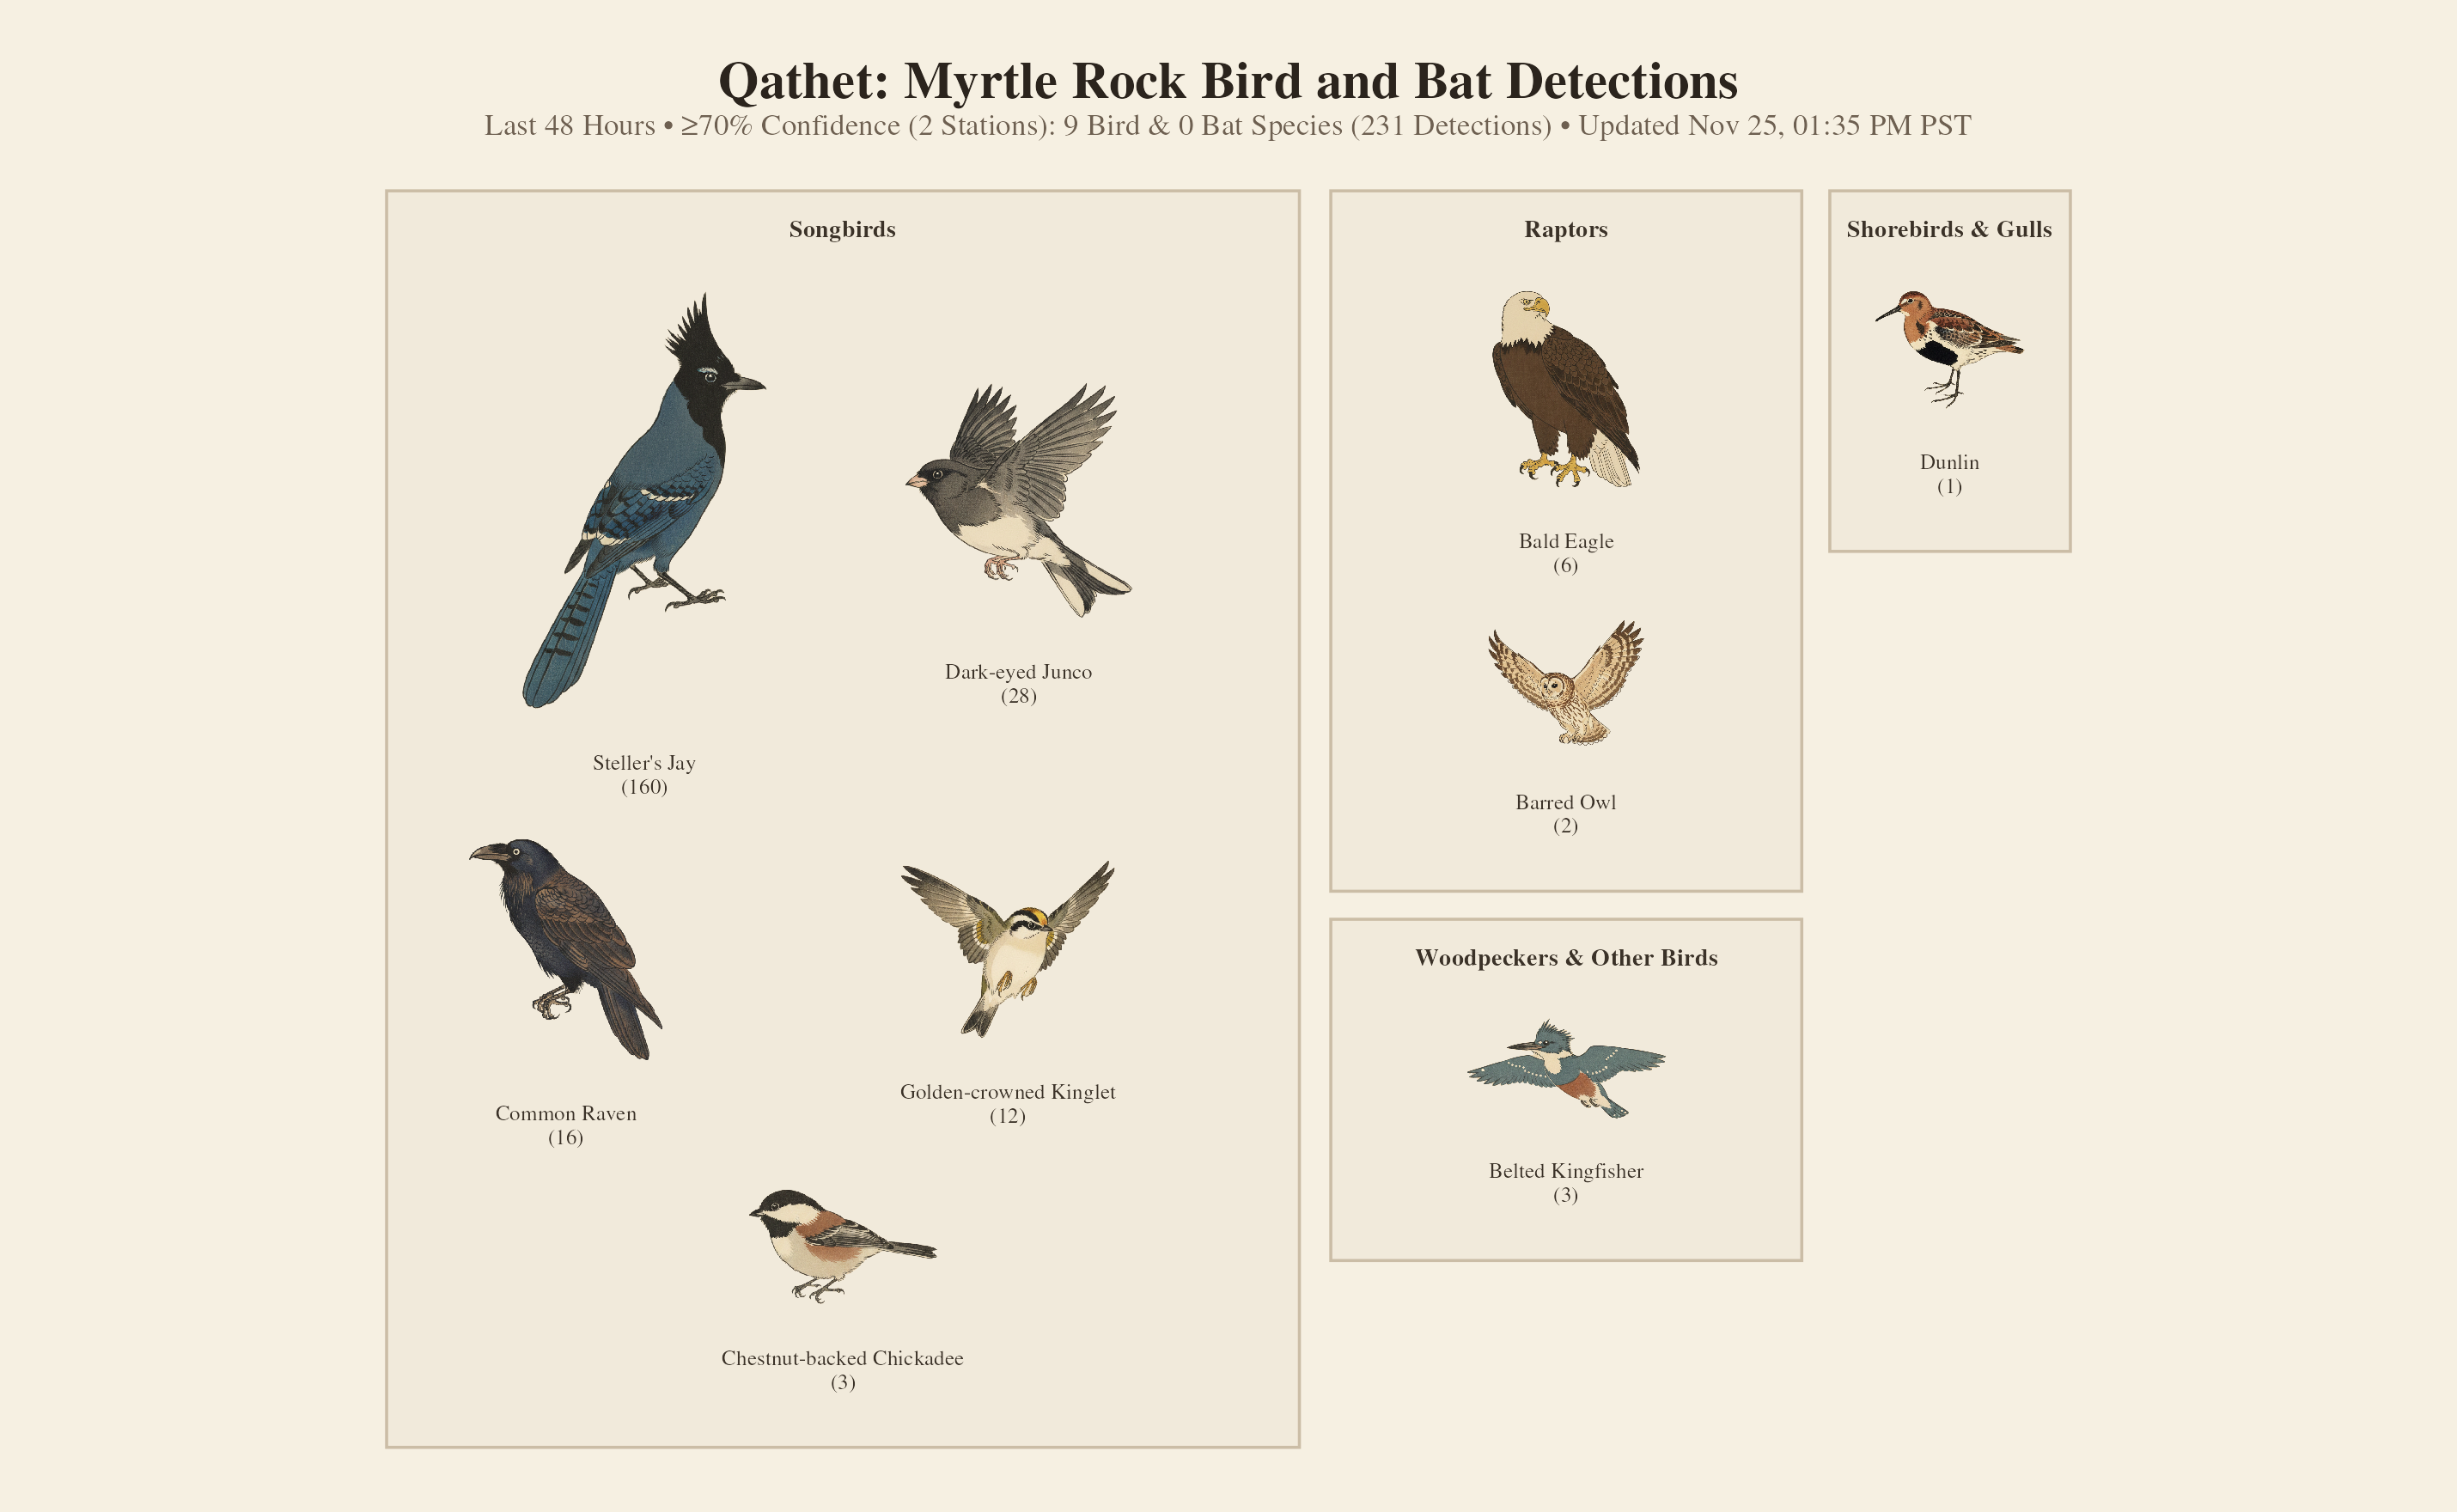 Qathet: Myrtle Rock Bird and Bat Detections
Last 48 Hours • ≥70% Confidence (2 Stations): 9 Bird & 0 Bat Species (231 Detections) • Updated Nov 25, 01:35 PM PST
Songbirds
Steller's Jay
(160)
Dark-eyed Junco
(28)
Common Raven
(16)
Golden-crowned Kinglet
(12)
Chestnut-backed Chickadee
(3)
Raptors
Bald Eagle
(6)
Barred Owl
(2)
Woodpeckers & Other Birds
Belted Kingfisher
(3)
Shorebirds & Gulls
Dunlin
(1)